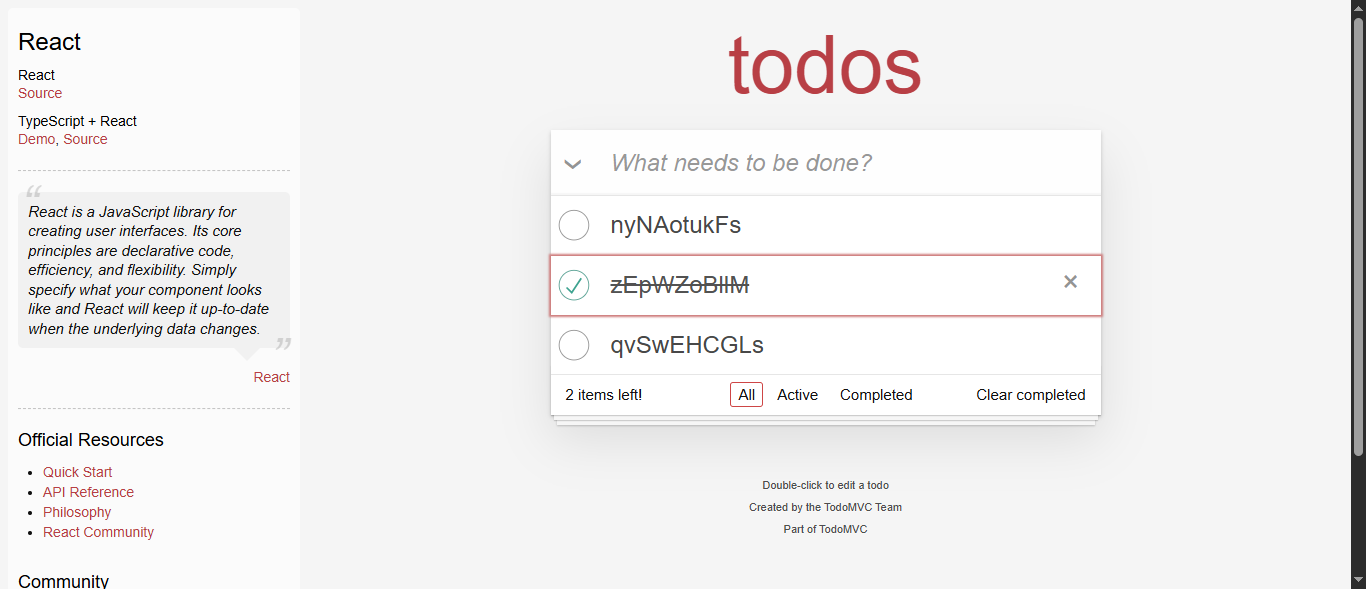 React
React
Source
TypeScript + React
Demo, Source
“
React is a JavaScript library for
creating user interfaces. Its core
principles are declarative code,
efficiency, and flexibility. Simply
specify what your component looks
like and React will keep it up-to-date
when the underlying data changes.
”
React
Official Resources
Quick Start
API Reference
Philosophy
React Community
Community
todos
What needs to be done?
nyNAotukFs
zEpWZoBIlM
qvSwEHCGLs
2 items left!
All
Active
Completed
Clear completed
Double-click to edit a todo
Created by the TodoMVC Team
Part of TodoMVC